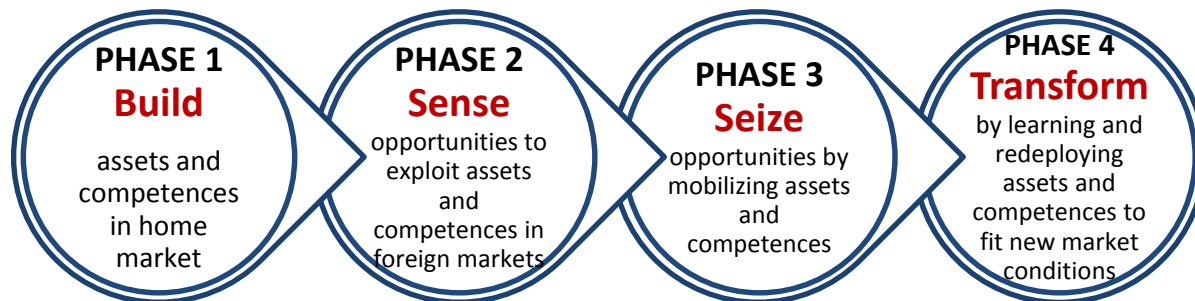 PHASE 1
Build
assets and
competences
in home
market
PHASE 2
Sense
opportunities to
exploit assets
and
competences in
foreign markets
PHASE 3
Seize
opportunities by
mobilizing assets
and
competences
PHASE 4
Transform
by learning and
redeploying
assets and
competences to
fit new market
conditions